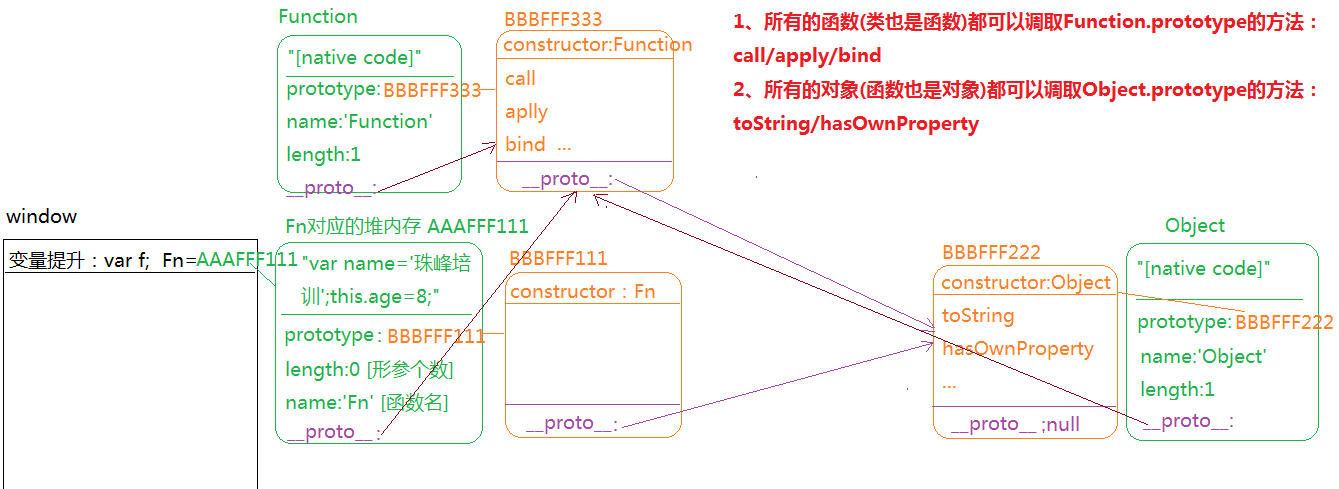 Function
"[native code]"
prototype: BBBFFF333
name:'Function'
length:1
__proto__:
BBBFFF333
constructor:Function
call
aplly
bind ...
__proto__:
1、所有的函数(类也是函数)都可以调取Function.prototype的方法：
call/apply/bind
2、所有的对象(函数也是对象)都可以调取Object.prototype的方法：
toString/hasOwnProperty
window
变量提升：var f; Fn=AAAFFF111
Fn对应的堆内存 AAAFFF111
"var name='珠峰培
训';this.age=8;"
prototype: BBBFFF111
length:0 [形参个数]
name:'Fn' [函数名]
__proto__:
BBBFFF111
constructor：Fn
__proto__:
BBBFFF222
constructor:Object
toString
hasOwnProperty
...
__proto__ ;null
Object
"[native code]"
prototype: BBBFFF222
name:'Object'
length:1
__proto__: